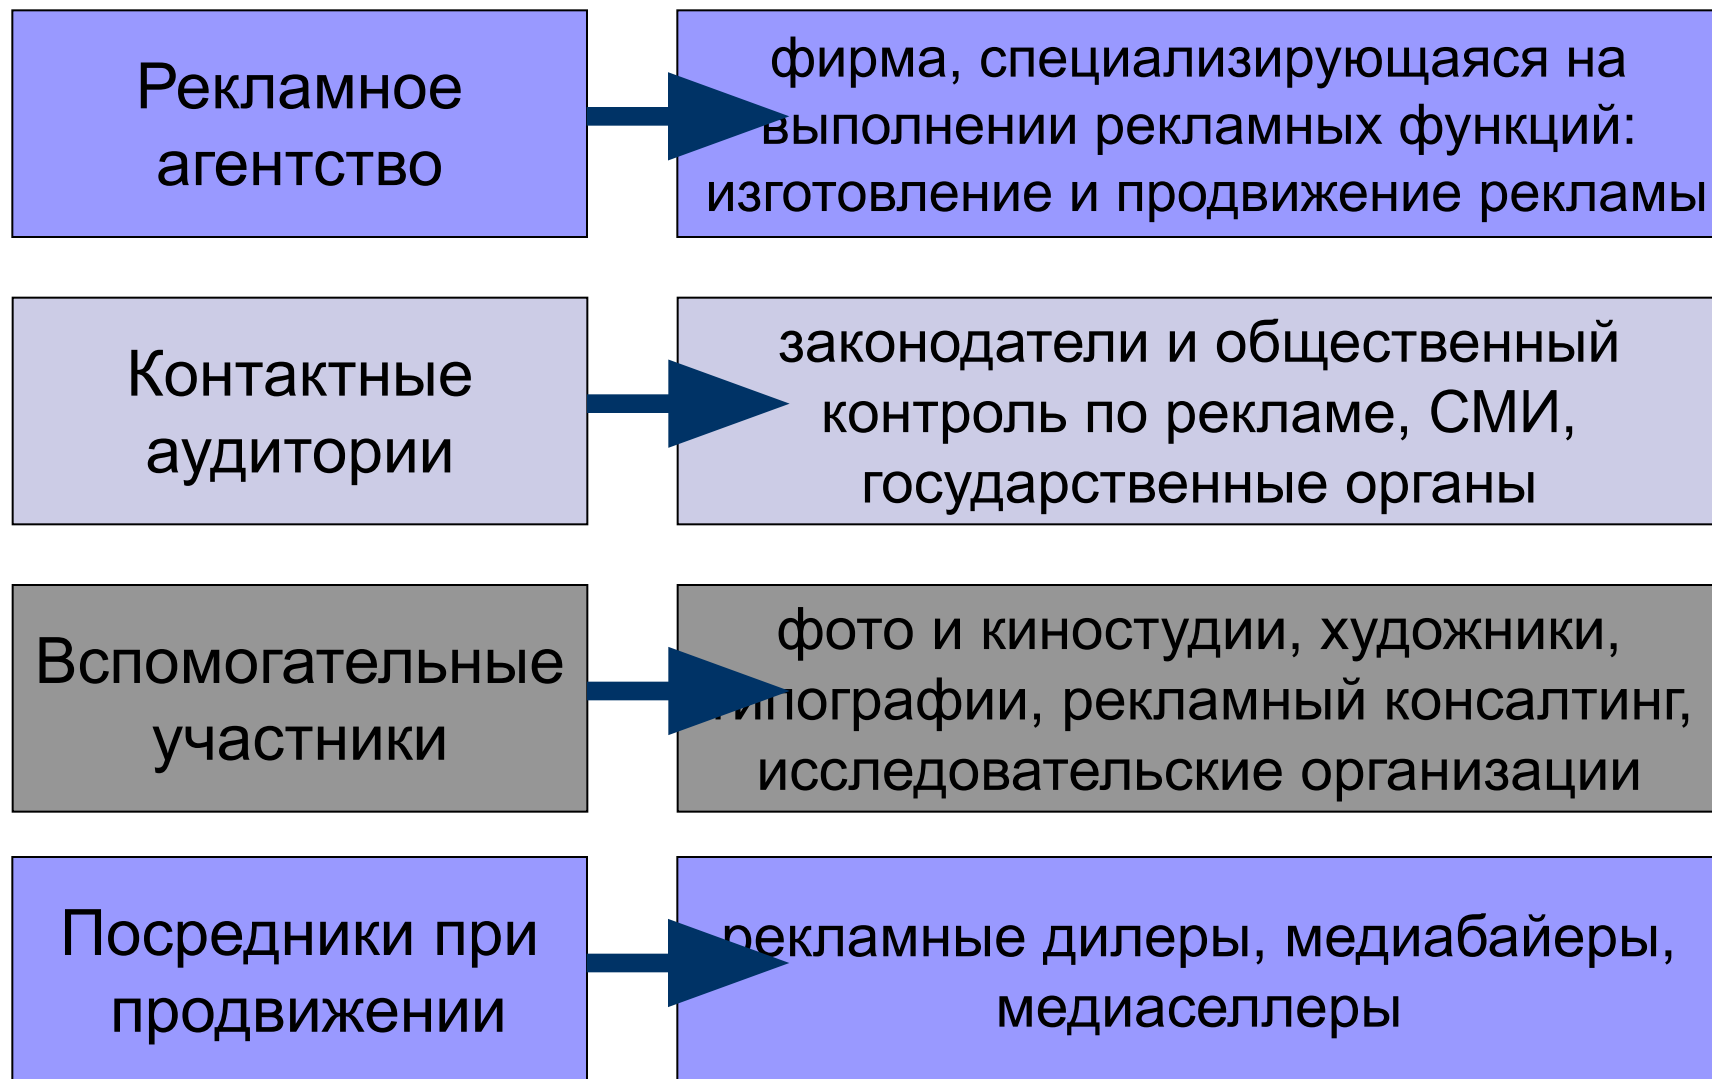 Рекламное
агентство
фирма, специализирующаяся на
выполнении рекламных функций:
изготовление и продвижение рекламы
Контактные
аудитории
законодатели и общественный
контроль по рекламе, СМИ,
государственные органы
Вспомогательные
участники
фото и киностудии, художники,
типографии, рекламный консалтинг,
исследовательские организации
Посредники при
продвижении
рекламные дилеры, медиабайеры,
медиаселлеры